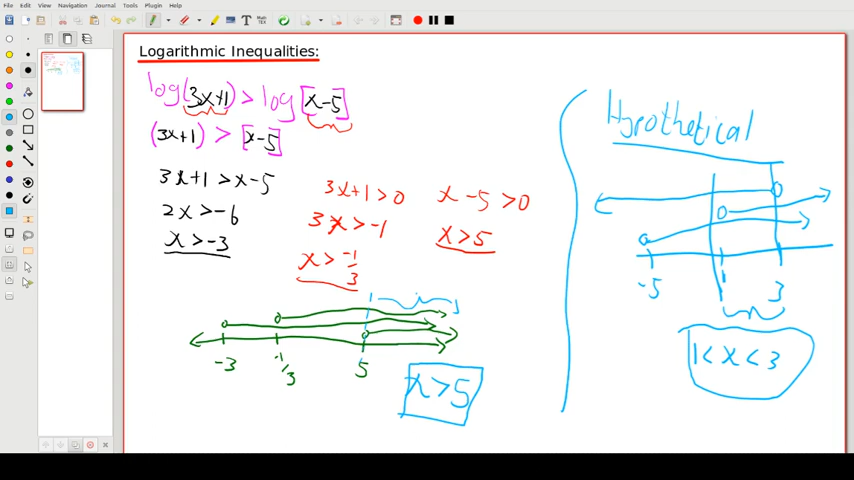 File Edit View Navigation Journal Tools Plugin Help
Logarithmic Inequalities:
log(3x+1) > log[x-5]
(3x+1) > [x-5]
3x+1 > x-5
2x > -6
x > -3
3x+1 > 0
3x > -1
x > -1/3
x - 5 > 0
x > 5
-3 -1/3 5
x > 5
Hypothetical
-5 1 3
1 < x < 3